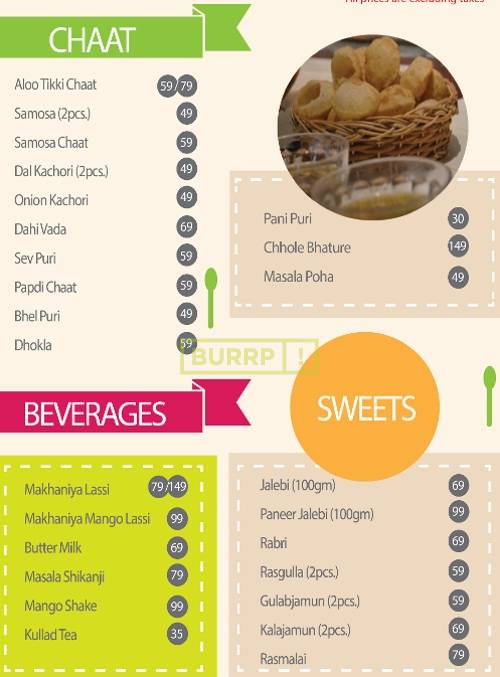 All prices are excluding taxes
CHAAT
Aloo Tikki Chaat 59/79
Samosa (2pcs.) 49
Samosa Chaat 59
Dal Kachori (2pcs.) 49
Onion Kachori 49
Dahi Vada 69
Sev Puri 59
Papdi Chaat 59
Bhel Puri 49
Dhokla 59
Pani Puri 30
Chhole Bhature 149
Masala Poha 49
BURRP !
BEVERAGES
Makhaniya Lassi 79/149
Makhaniya Mango Lassi 99
Butter Milk 69
Masala Shikanji 79
Mango Shake 99
Kullad Tea 35
SWEETS
Jalebi (100gm) 69
Paneer Jalebi (100gm) 99
Rabri 69
Rasgulla (2pcs.) 59
Gulabjamun (2pcs.) 59
Kalajamun (2pcs.) 69
Rasmalai 79